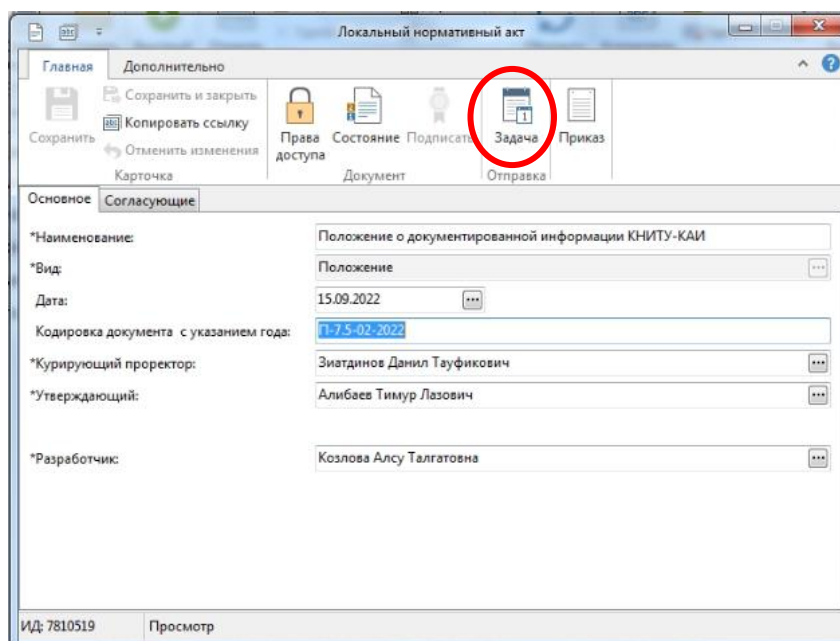 Локальный нормативный акт
Главная Дополнительно
Сохранить
Сохранить и закрыть
Копировать ссылку
Отменить изменения
Карточка
Права доступа
Состояние
Подписать
Документ
Задача
Отправка
Приказ
Основное Согласующие
*Наименование: Положение о документированной информации КНИТУ-КАИ
*Вид: Положение
Дата: 15.09.2022
Кодировка документа с указанием года: П-7.5-02-2022
*Курирующий проректор: Зиатдинов Данил Тауфикович
*Утверждающий: Алибаев Тимур Лазович
*Разработчик: Козлова Алсу Талгатовна
ИД: 7810519 Просмотр